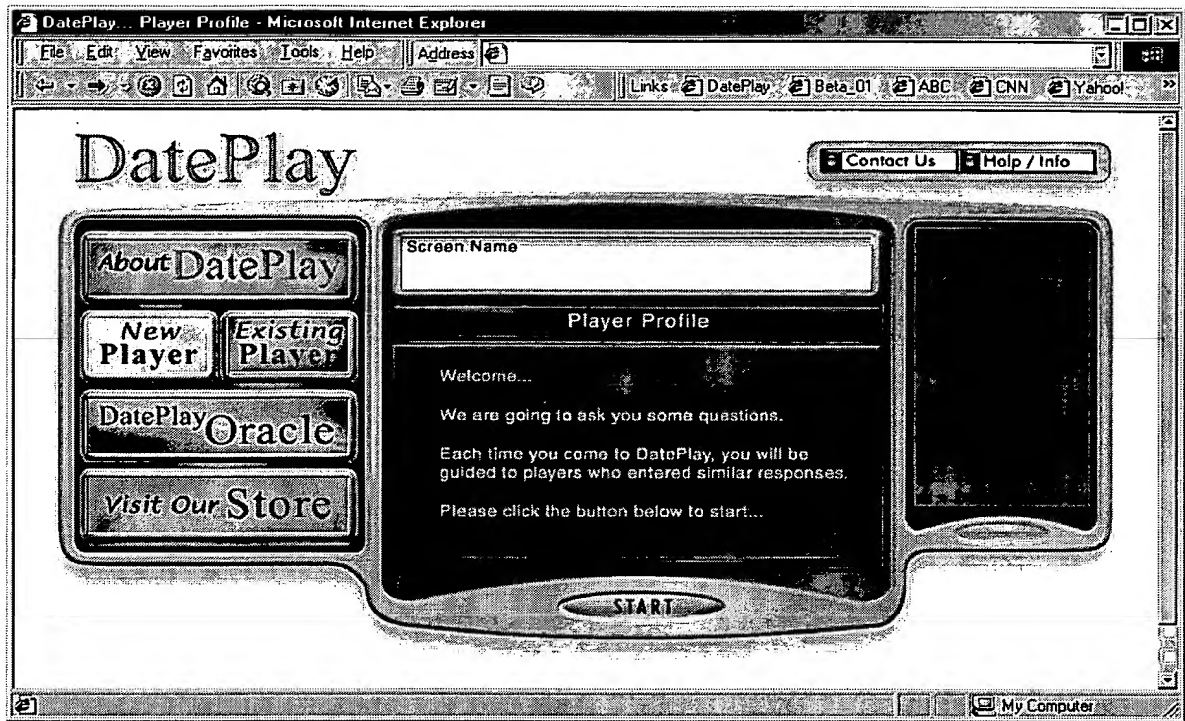 DatePlay... Player Profile - Microsoft Internet Explorer
File Edit View Favorites Tools Help Address
Links DatePlay Beta_01 ABC CNN Yahoo! »
DatePlay
Contact Us Help / Info
About DatePlay
Screen Name
New Player
Existing Player
Player Profile
DatePlay Oracle
Visit Our Store
Welcome...
We are going to ask you some questions.
Each time you come to DatePlay, you will be
guided to players who entered similar responses.
Please click the button below to start...
START
My Computer